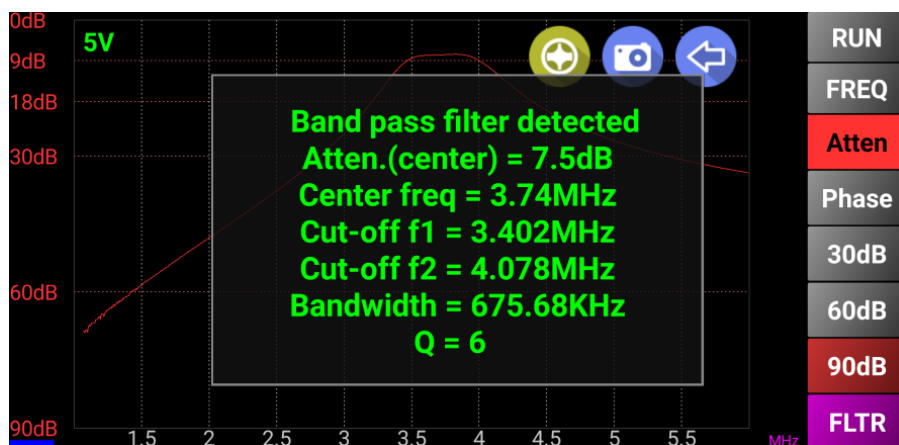 0dB
5V
9dB
18dB
30dB
60dB
90dB
Band pass filter detected
Atten.(center) = 7.5dB
Center freq = 3.74MHz
Cut-off f1 = 3.402MHz
Cut-off f2 = 4.078MHz
Bandwidth = 675.68KHz
Q = 6
1.5 2 2.5 3 3.5 4 4.5 5 5.5 MHz
RUN
FREQ
Atten
Phase
30dB
60dB
90dB
FLTR